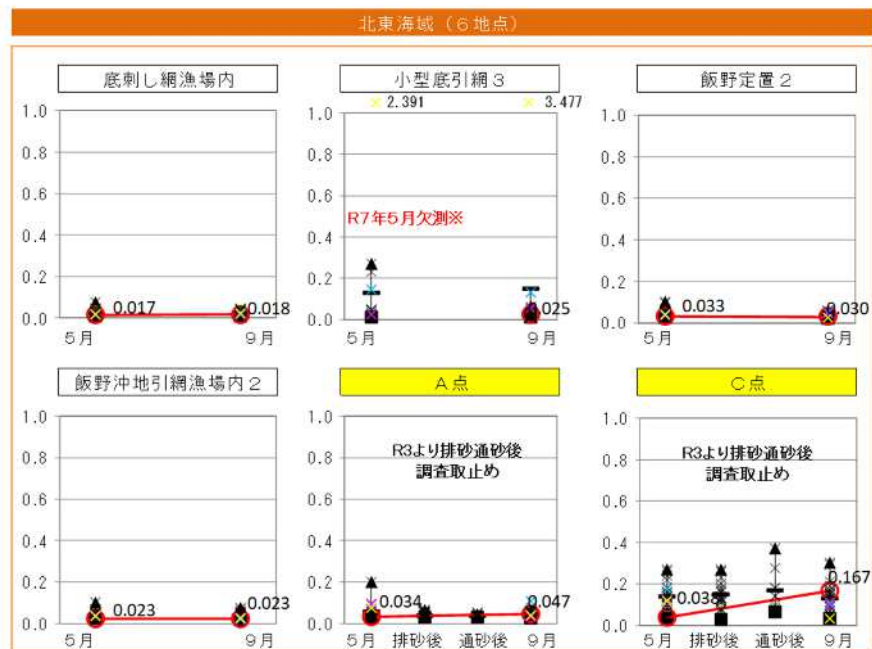 北東海域（６地点）
底刺し網漁場内
1.0
0.8
0.6
0.4
0.2
0.0
0.017
0.018
5月
9月
小型底引網３
2.391
3.477
1.0
0.8
0.6
0.4
0.2
0.0
R7年5月欠測※
0.025
5月
9月
飯野定置２
1.0
0.8
0.6
0.4
0.2
0.0
0.033
0.030
5月
9月
飯野沖地引網漁場内２
1.0
0.8
0.6
0.4
0.2
0.0
0.023
0.023
5月
9月
Ａ点
1.0
0.8
0.6
0.4
0.2
0.0
R3より排砂通砂後
調査取止め
0.034
0.047
5月 排砂後 通砂後 9月
Ｃ点
1.0
0.8
0.6
0.4
0.2
0.0
R3より排砂通砂後
調査取止め
0.038
0.167
5月 排砂後 通砂後 9月